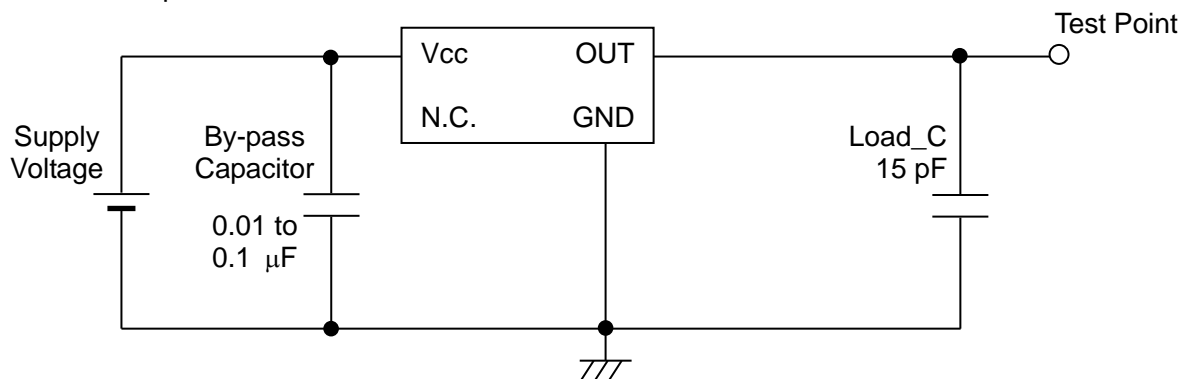 Test Point
Vcc OUT
N.C. GND
Supply
Voltage
By-pass
Capacitor
0.01 to
0.1 μF
Load_C
15 pF